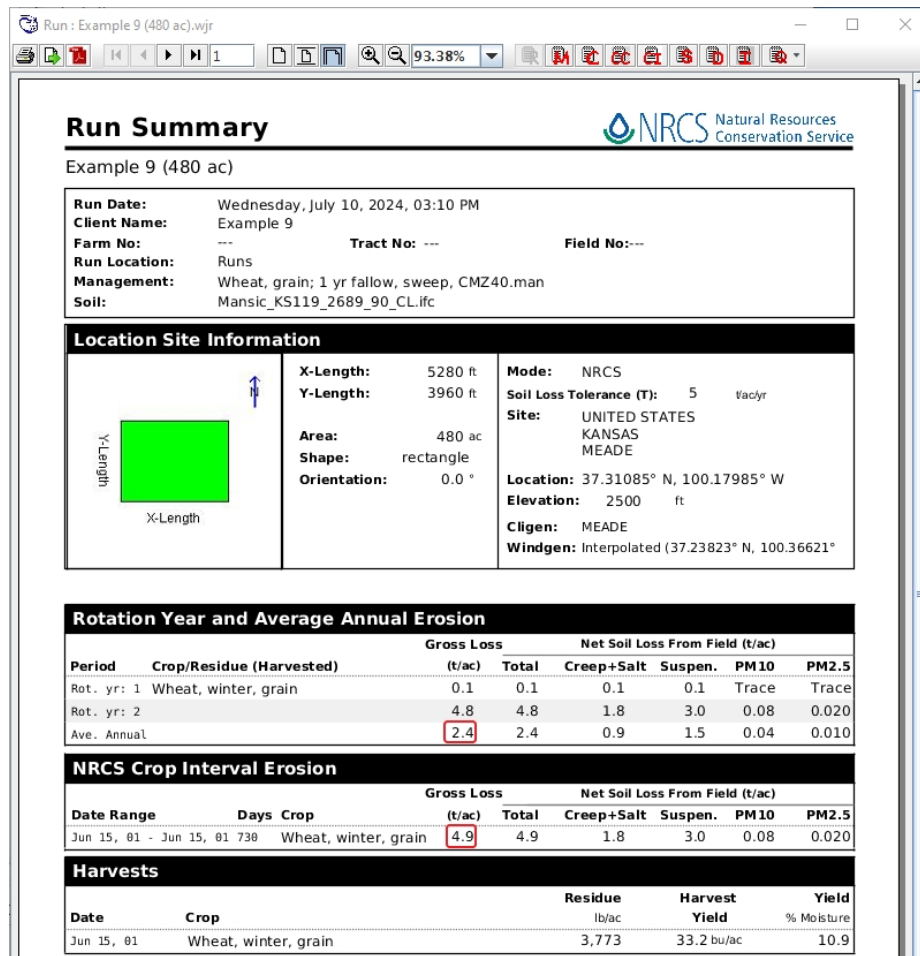 Run : Example 9 (480 ac).wjr
1
93.38%
Run Summary
NRCS Natural Resources Conservation Service
Example 9 (480 ac)
Run Date: Wednesday, July 10, 2024, 03:10 PM
Client Name: Example 9
Farm No: --- Tract No: --- Field No:---
Run Location: Runs
Management: Wheat, grain; 1 yr fallow, sweep, CMZ40.man
Soil: Mansic_KS119_2689_90_CL.ifc
Location Site Information
N
Y-Length
X-Length
X-Length: 5280 ft
Y-Length: 3960 ft
Area: 480 ac
Shape: rectangle
Orientation: 0.0 °
Mode: NRCS
Soil Loss Tolerance (T): 5 t/ac/yr
Site: UNITED STATES
KANSAS
MEADE
Location: 37.31085° N, 100.17985° W
Elevation: 2500 ft
Cligen: MEADE
Windgen: Interpolated (37.23823° N, 100.36621°
Rotation Year and Average Annual Erosion
Gross Loss Net Soil Loss From Field (t/ac)
Period Crop/Residue (Harvested) (t/ac) Total Creep+Salt Suspen. PM10 PM2.5
Rot. yr: 1 Wheat, winter, grain 0.1 0.1 0.1 0.1 Trace Trace
Rot. yr: 2 4.8 4.8 1.8 3.0 0.08 0.020
Ave. Annual 2.4 2.4 0.9 1.5 0.04 0.010
NRCS Crop Interval Erosion
Gross Loss Net Soil Loss From Field (t/ac)
Date Range Days Crop (t/ac) Total Creep+Salt Suspen. PM10 PM2.5
Jun 15, 01 - Jun 15, 01 730 Wheat, winter, grain 4.9 4.9 1.8 3.0 0.08 0.020
Harvests
Residue Harvest Yield
Date Crop lb/ac Yield % Moisture
Jun 15, 01 Wheat, winter, grain 3,773 33.2 bu/ac 10.9